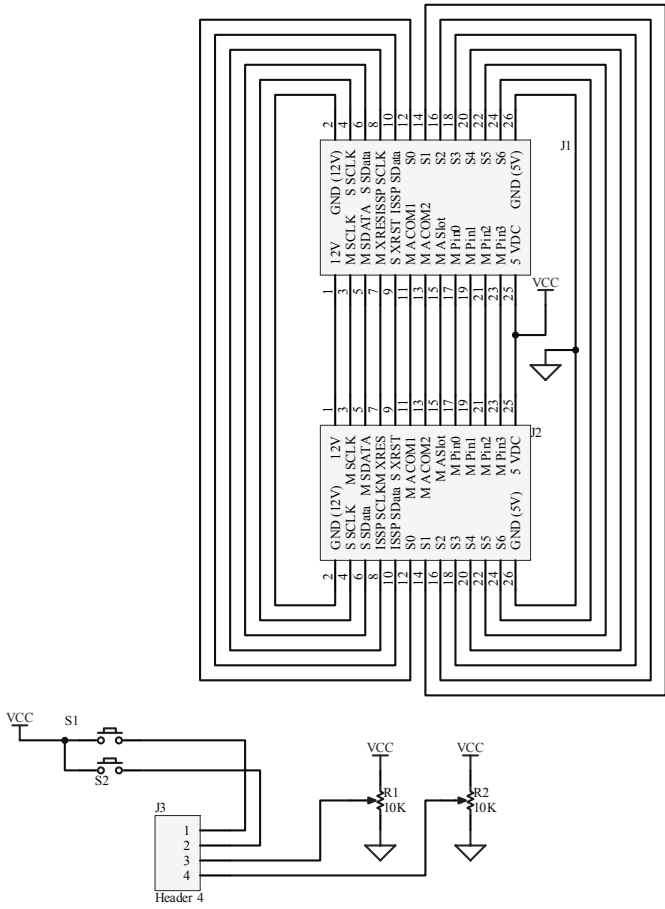 2 4 6 8 10 12 14 16 18 20 22 24 26
J1
GND (12V) S SCLK S SData ISSP SCLK ISSP SData S0 S1 S2 S3 S4 S5 S6 GND (5V)
12V M SCLK M SDATA M XRES S XRST M ACOM1 M ACOM2 M ASlot M Pin0 M Pin1 M Pin2 M Pin3 5 VDC
1 3 5 7 9 11 13 15 17 19 21 23 25
VCC
1 3 5 7 9 11 13 15 17 19 21 23 25
J2
12V M SCLK M SDATA M XRES S XRST M ACOM1 M ACOM2 M ASlot M Pin0 M Pin1 M Pin2 M Pin3 5 VDC
GND (12V) S SCLK S SData ISSP SCLK ISSP SData S0 S1 S2 S3 S4 S5 S6 GND (5V)
2 4 6 8 10 12 14 16 18 20 22 24 26
VCC
S1
S2
VCC
VCC
R1
10K
R2
10K
J3
1
2
3
4
Header 4